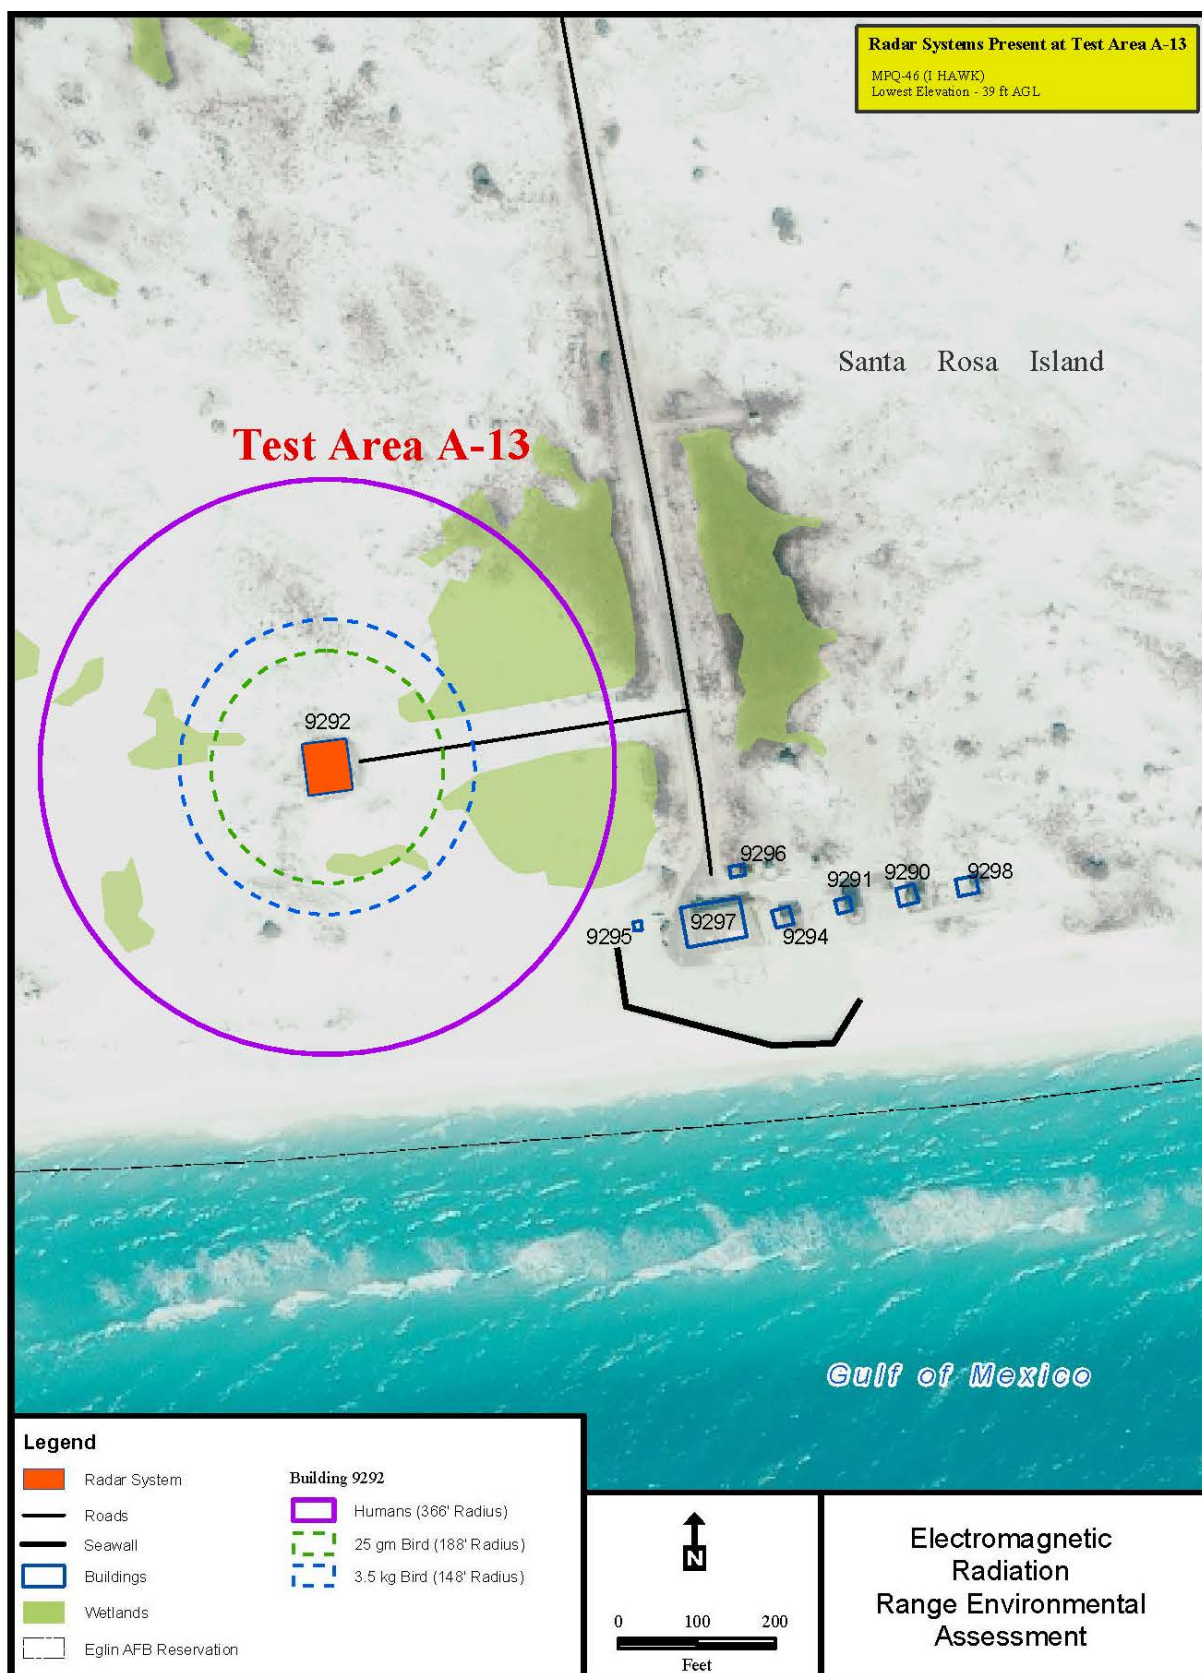 Radar Systems Present at Test Area A-13
MPQ-46 (I HAWK)
Lowest Elevation - 39 ft AGL
Santa Rosa Island
Test Area A-13
9292
9296
9291
9290
9298
9297
9295
9294
Gulf of Mexico
Legend
Radar System
Roads
Seawall
Buildings
Wetlands
Eglin AFB Reservation
Building 9292
Humans (366' Radius)
25 gm Bird (188' Radius)
3.5 kg Bird (148' Radius)
N
0 100 200
Feet
Electromagnetic
Radiation
Range Environmental
Assessment